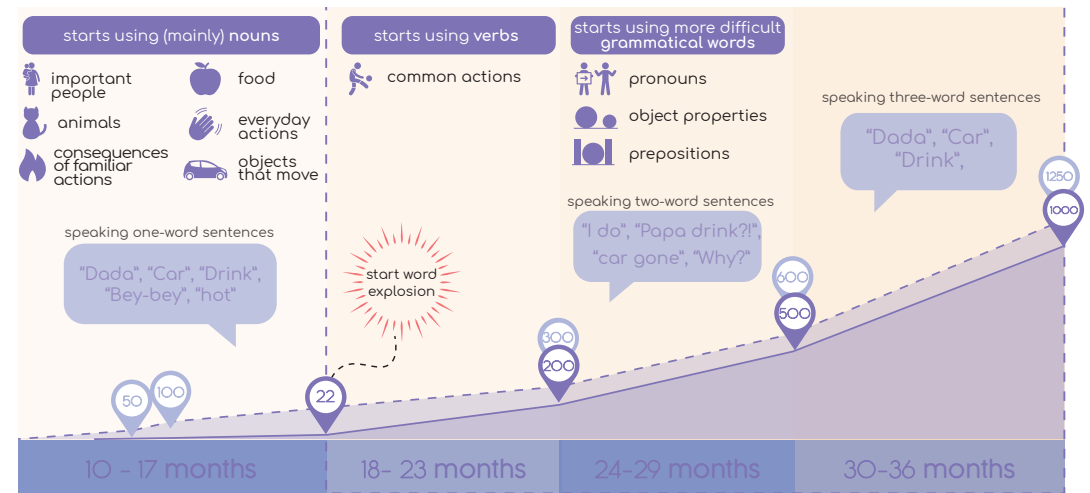 starts using (mainly) nouns
important
people
food
animals
everyday
actions
consequences
of familiar
actions
objects
that move
speaking one-word sentences
"Dada", "Car", "Drink",
"Bey-bey", "hot"
starts using verbs
common actions
start word
explosion
starts using more difficult
grammatical words
pronouns
object properties
prepositions
speaking two-word sentences
"I do", "Papa drink?!",
"car gone", "Why?"
speaking three-word sentences
"Dada", "Car",
"Drink",
50
100
22
300
200
600
500
1250
1000
10 - 17 months
18- 23 months
24-29 months
30-36 months